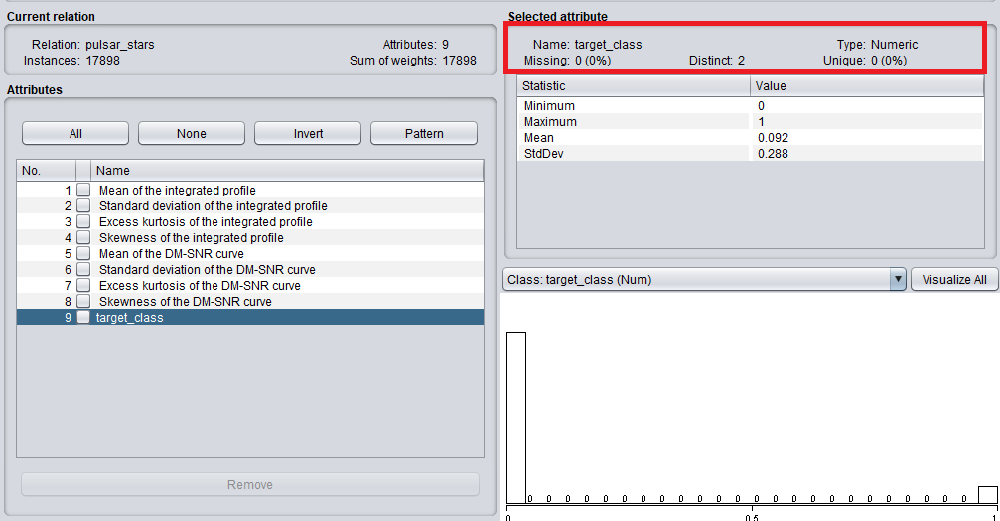 Current relation
Relation: pulsar_stars Attributes: 9
Instances: 17898 Sum of weights: 17898
Attributes
All None Invert Pattern
No. Name
1 Mean of the integrated profile
2 Standard deviation of the integrated profile
3 Excess kurtosis of the integrated profile
4 Skewness of the integrated profile
5 Mean of the DM-SNR curve
6 Standard deviation of the DM-SNR curve
7 Excess kurtosis of the DM-SNR curve
8 Skewness of the DM-SNR curve
9 target_class
Remove
Selected attribute
Name: target_class Type: Numeric
Missing: 0 (0%) Distinct: 2 Unique: 0 (0%)
Statistic Value
Minimum 0
Maximum 1
Mean 0.092
StdDev 0.288
Class: target_class (Num) Visualize All
0 0 0 0 0 0 0 0 0 0 0 0 0 0 0 0 0 0 0 0 0 0 0 0
0 0.5 1